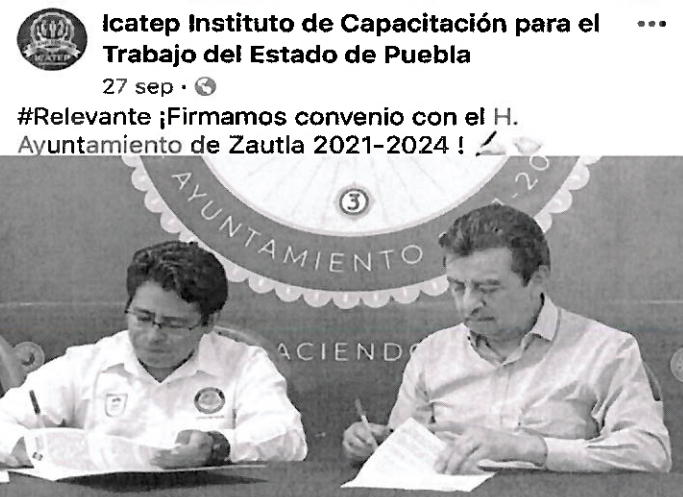 Icatep Instituto de Capacitación para el
Trabajo del Estado de Puebla
27 sep
#Relevante ¡Firmamos convenio con el H.
Ayuntamiento de Zautla 2021-2024 !
ICATEP
3
AYUNTAMIENTO
ACIENDO